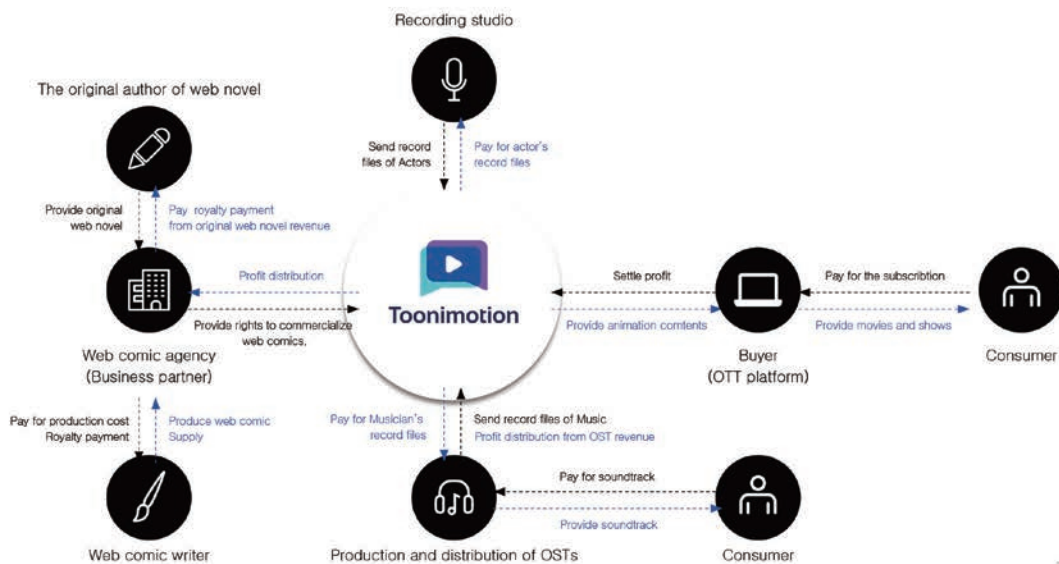 Recording studio
The original author of web novel
Send record
files of Actors
Pay for actor's
record files
Provide original
web novel
Pay royalty payment
from original web novel revenue
Profit distribution
Provide rights to commercialize
web comics.
Toonimotion
Settle profit
Provide animation comtents
Pay for the subscribtion
Provide movies and shows
Web comic agency
(Business partner)
Buyer
(OTT platform)
Consumer
Pay for production cost
Royalty payment
Produce web comic
Supply
Pay for Musician's
record files
Send record files of Music
Profit distribution from OST revenue
Pay for soundtrack
Provide soundtrack
Web comic writer
Production and distribution of OSTs
Consumer